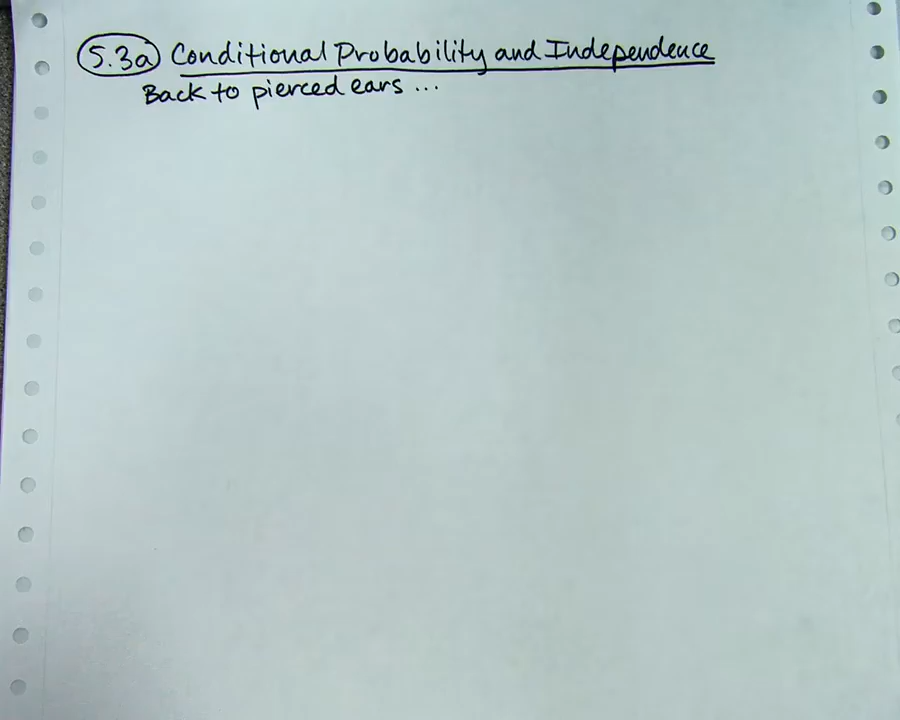 5.3a Conditional Probability and Independence
Back to pierced ears ...